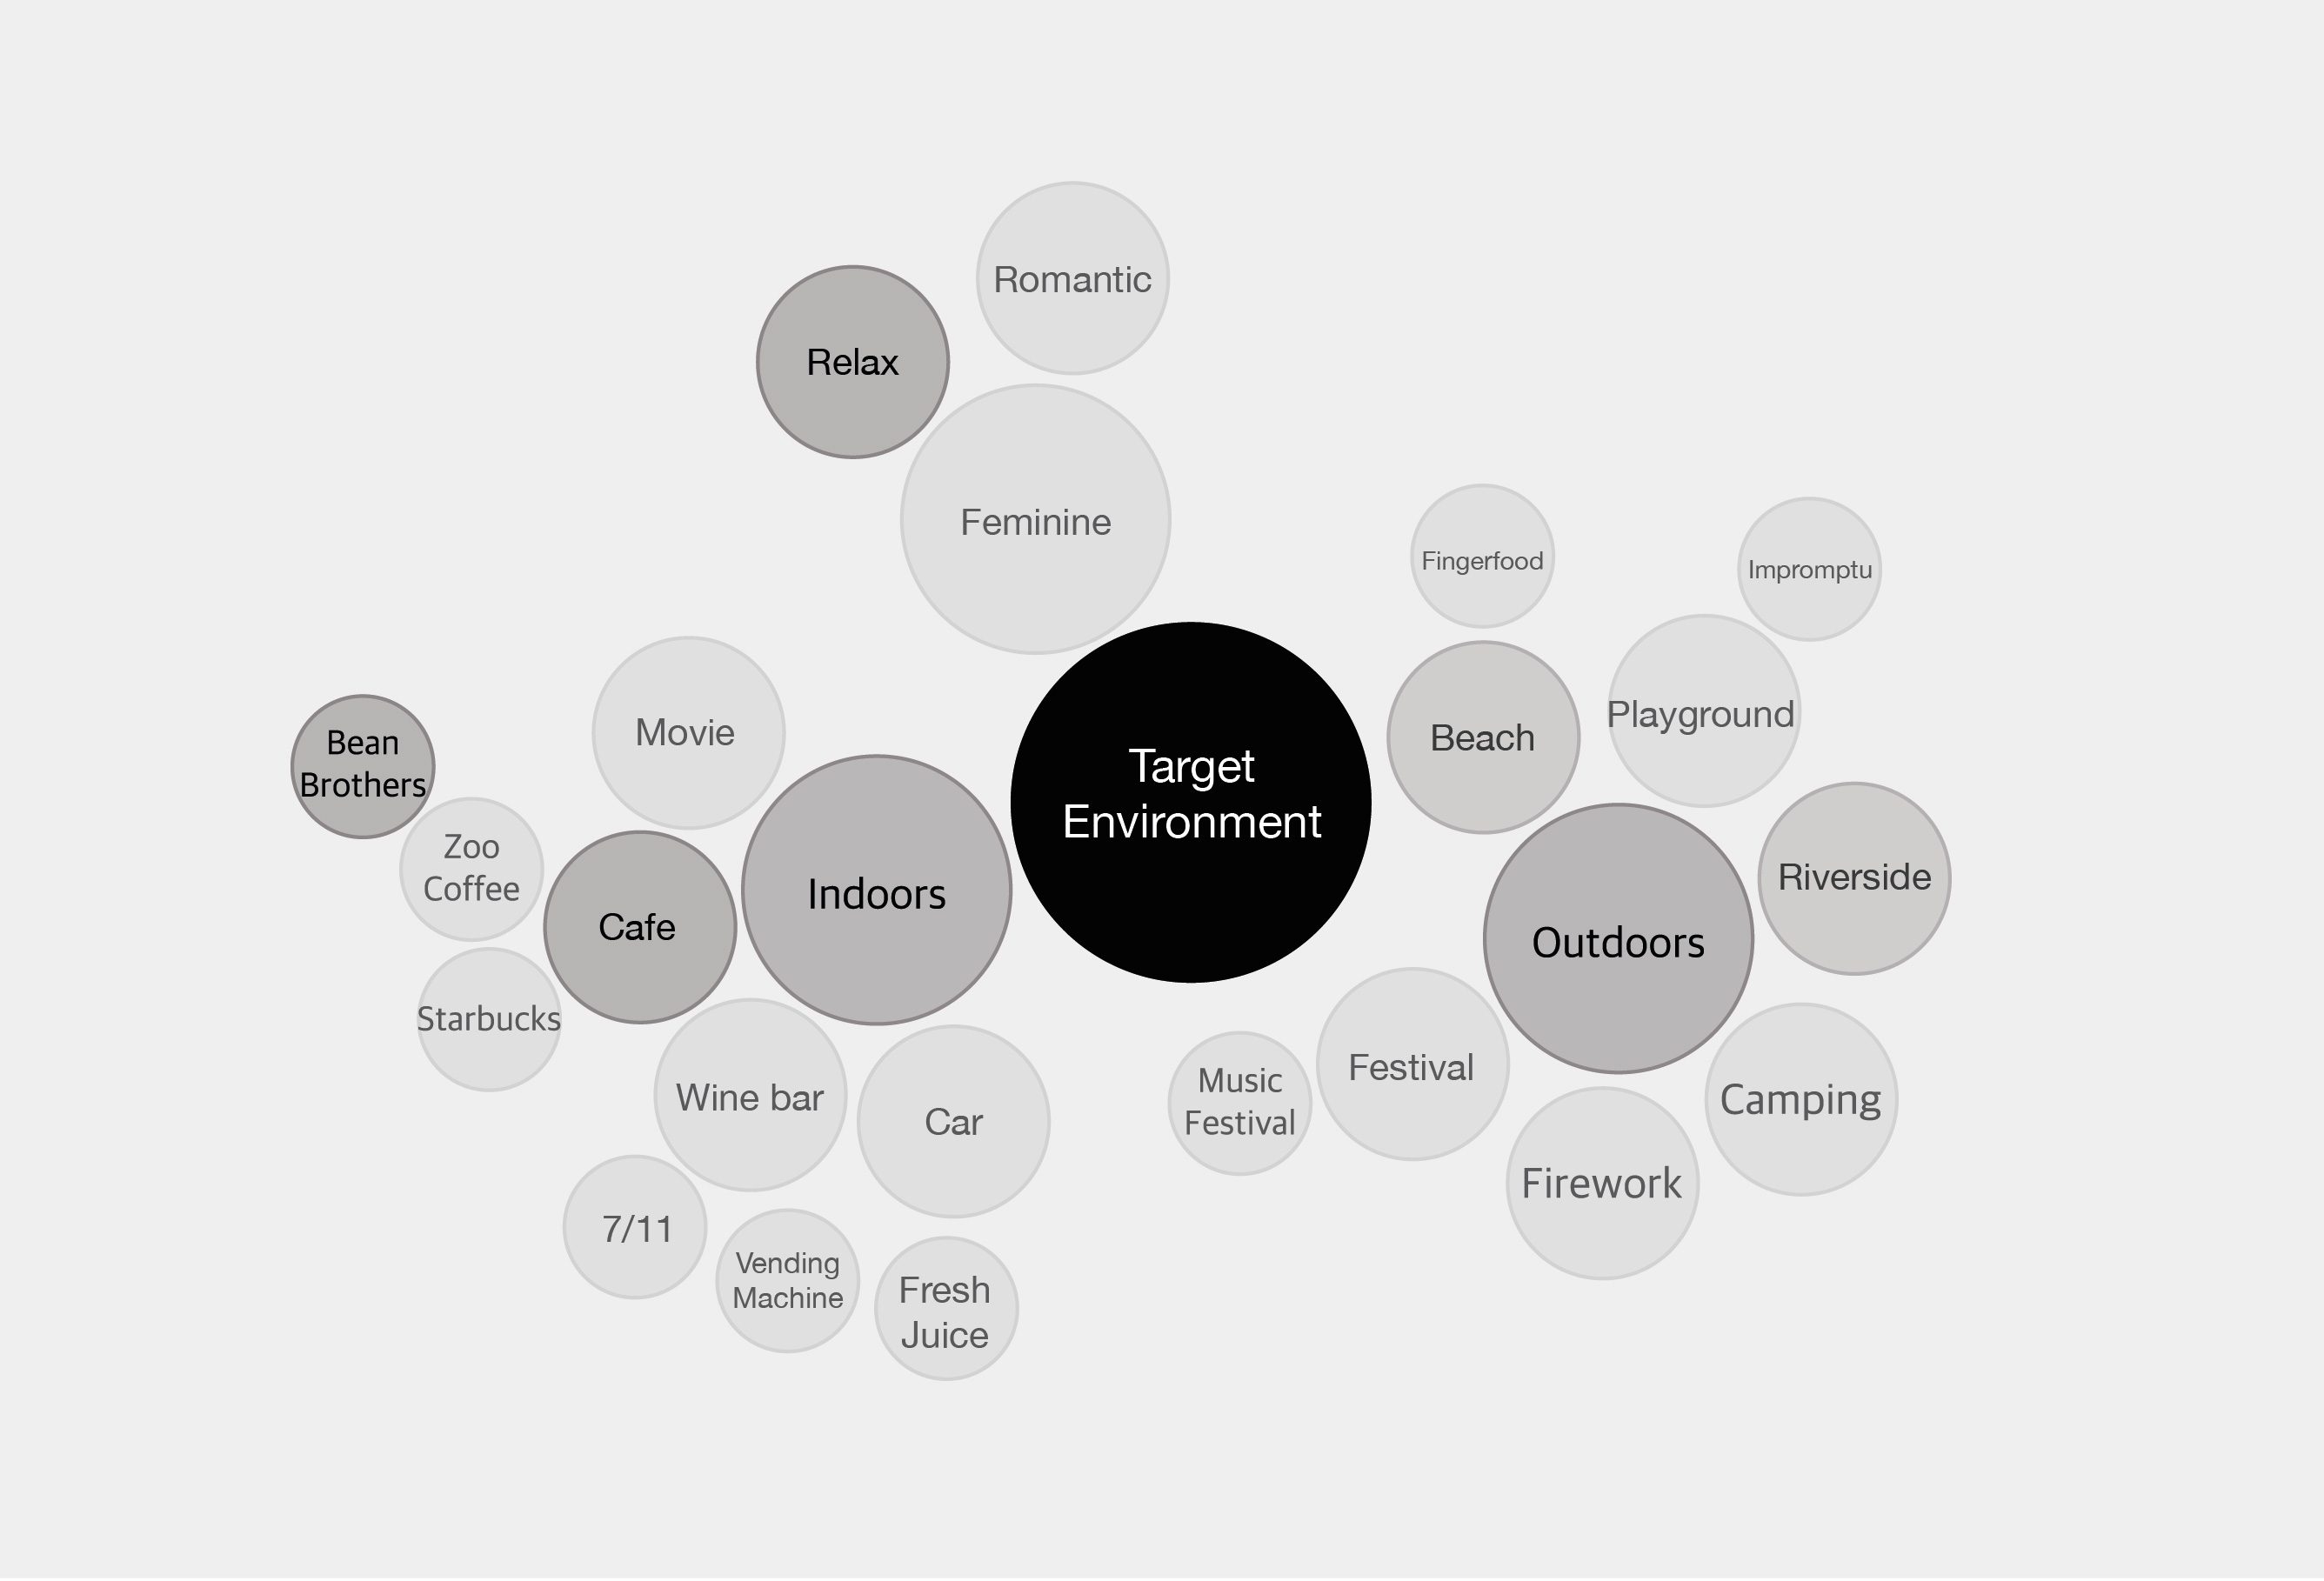 Romantic
Relax
Feminine
Fingerfood
Impromptu
Playground
Movie
Beach
Bean
Brothers
Target
Environment
Zoo
Coffee
Riverside
Indoors
Cafe
Outdoors
Starbucks
Wine bar
Car
Music
Festival
Festival
Camping
Firework
7/11
Vending
Machine
Fresh
Juice